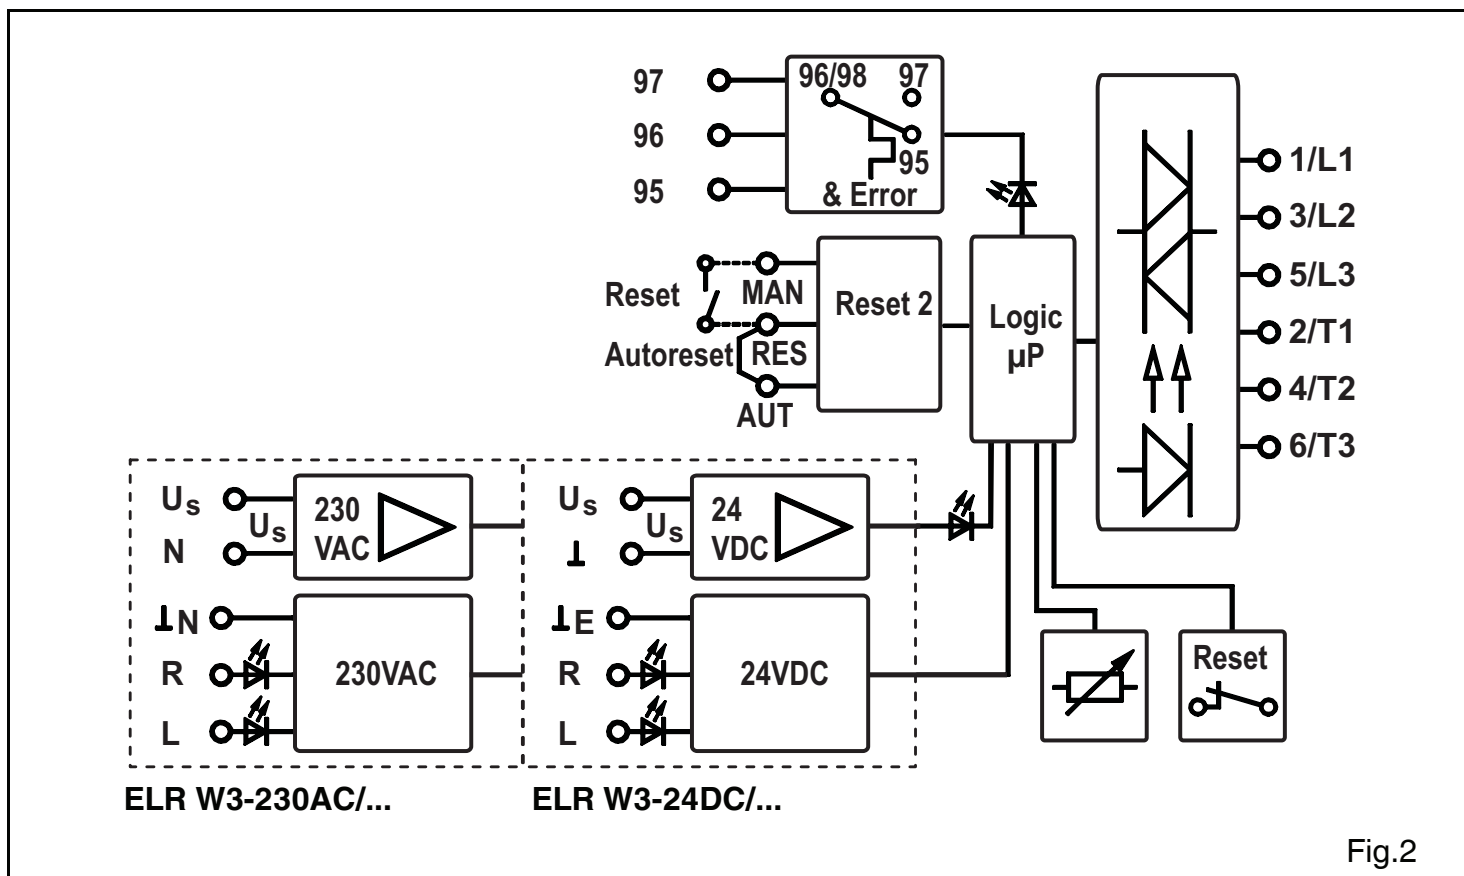 97
96
95
96/98 97
95
& Error
Reset
MAN
Autoreset
RES
AUT
Reset 2
Logic
µP
1/L1
3/L2
5/L3
2/T1
4/T2
6/T3
Us
Us
N
230
VAC
⊥N
R
L
230VAC
Us
Us
⊥
24
VDC
⊥E
R
L
24VDC
Reset
ELR W3-230AC/...
ELR W3-24DC/...
Fig.2